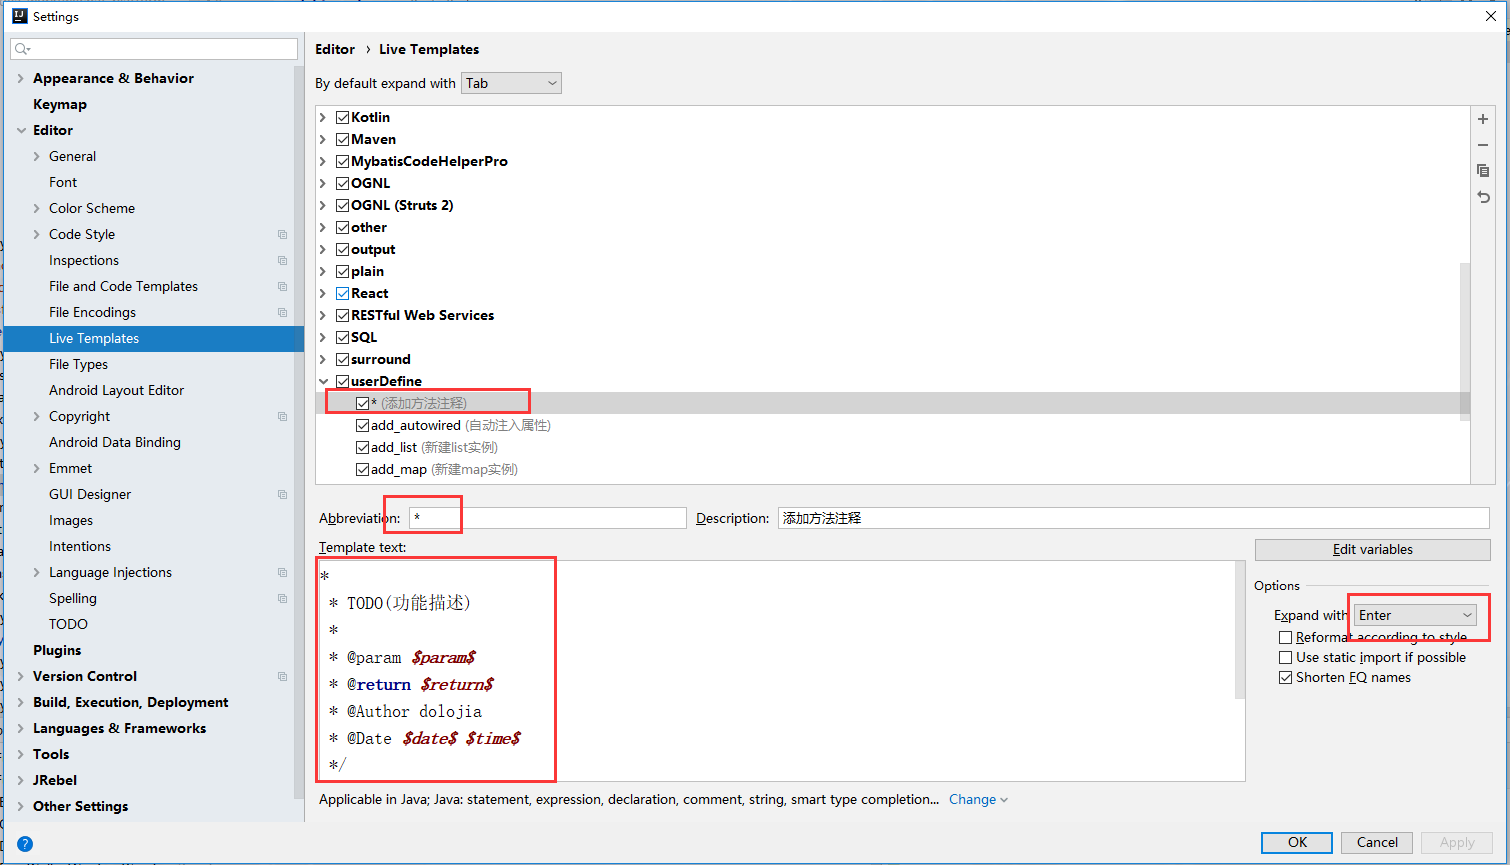 Settings
Appearance & Behavior
Keymap
Editor
General
Font
Color Scheme
Code Style
Inspections
File and Code Templates
File Encodings
Live Templates
File Types
Android Layout Editor
Copyright
Android Data Binding
Emmet
GUI Designer
Images
Intentions
Language Injections
Spelling
TODO
Plugins
Version Control
Build, Execution, Deployment
Languages & Frameworks
Tools
JRebel
Other Settings
Editor › Live Templates
By default expand with Tab
Kotlin
Maven
MybatisCodeHelperPro
OGNL
OGNL (Struts 2)
other
output
plain
React
RESTful Web Services
SQL
surround
userDefine
* (添加方法注释)
add_autowired (自动注入属性)
add_list (新建list实例)
add_map (新建map实例)
Abbreviation: * Description: 添加方法注释
Template text:
*
* TODO(功能描述)
*
* @param $param$
* @return $return$
* @Author dolojia
* @Date $date$ $time$
*/
Edit variables
Options
Expand with Enter
Reformat according to style
Use static import if possible
Shorten FQ names
Applicable in Java; Java: statement, expression, declaration, comment, string, smart type completion... Change
? OK Cancel Apply